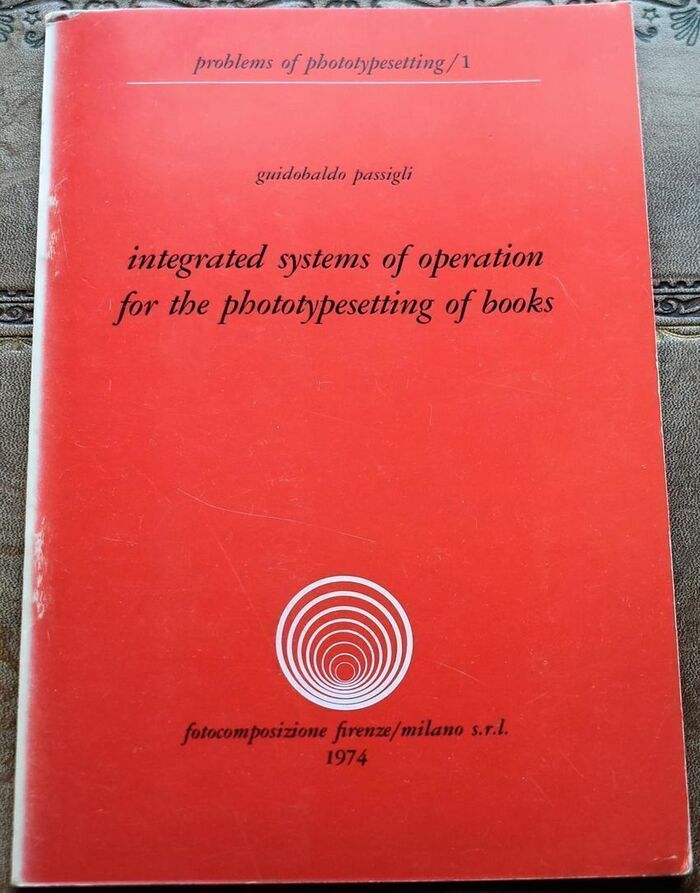 problems of phototypesetting/1
guidobaldo passigli
integrated systems of operation
for the phototypesetting of books
fotocomposizione firenze/milano s.r.l.
1974